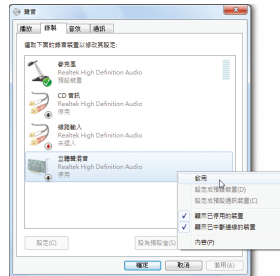 聲音
播放 錄製 音效 通訊
選取下面的錄音裝置以修改其設定:
麥克風
Realtek High Definition Audio
預設裝置
CD 音訊
Realtek High Definition Audio
停用
線路輸入
Realtek High Definition Audio
未插入
立體聲混音
Realtek High Definition Audio
停用
啟用
設定成預設裝置(D)
設定成預設通訊裝置(C)
顯示已停用的裝置
顯示已中斷連線的裝置
內容(P)
設定(C) 設為預設值(S)
確定 取消 套用(A)